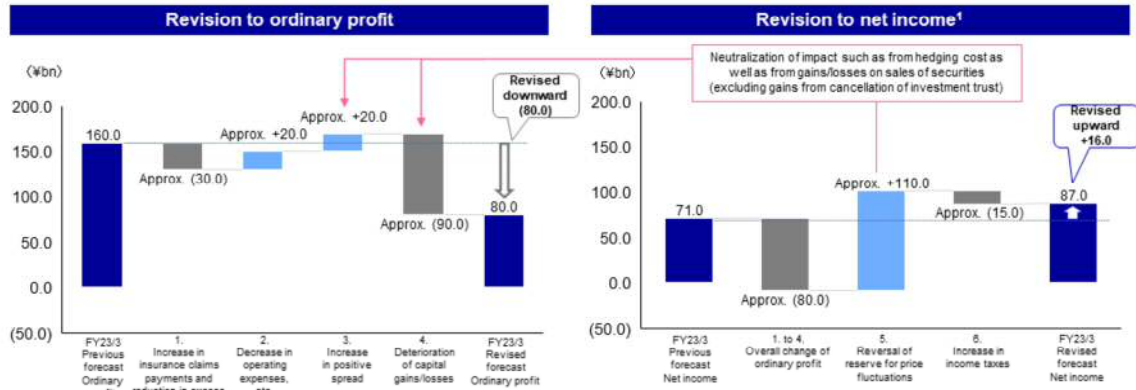 Revision to ordinary profit
Revision to net income¹
(¥bn)
200.0
150.0
100.0
50.0
0.0
(50.0)
160.0
Approx. (30.0)
Approx. +20.0
Approx. +20.0
Approx. (90.0)
80.0
Revised
downward
(80.0)
FY23/3
Previous
forecast
Ordinary
1.
Increase in
insurance claims
payments and
2.
Decrease in
operating
expenses,
3.
Increase
in positive
spread
4.
Deterioration
of capital
gains/losses
FY23/3
Revised
forecast
Ordinary profit
Neutralization of impact such as from hedging cost as
well as from gains/losses on sales of securities
(excluding gains from cancellation of investment trust)
(¥bn)
200.0
150.0
100.0
50.0
0.0
(50.0)
71.0
Approx. (80.0)
Approx. +110.0
Approx. (15.0)
87.0
Revised
upward
+16.0
FY23/3
Previous
forecast
Net income
1. to 4.
Overall change of
ordinary profit
5.
Reversal of
reserve for price
fluctuations
6.
Increase in
income taxes
FY23/3
Revised
forecast
Net income